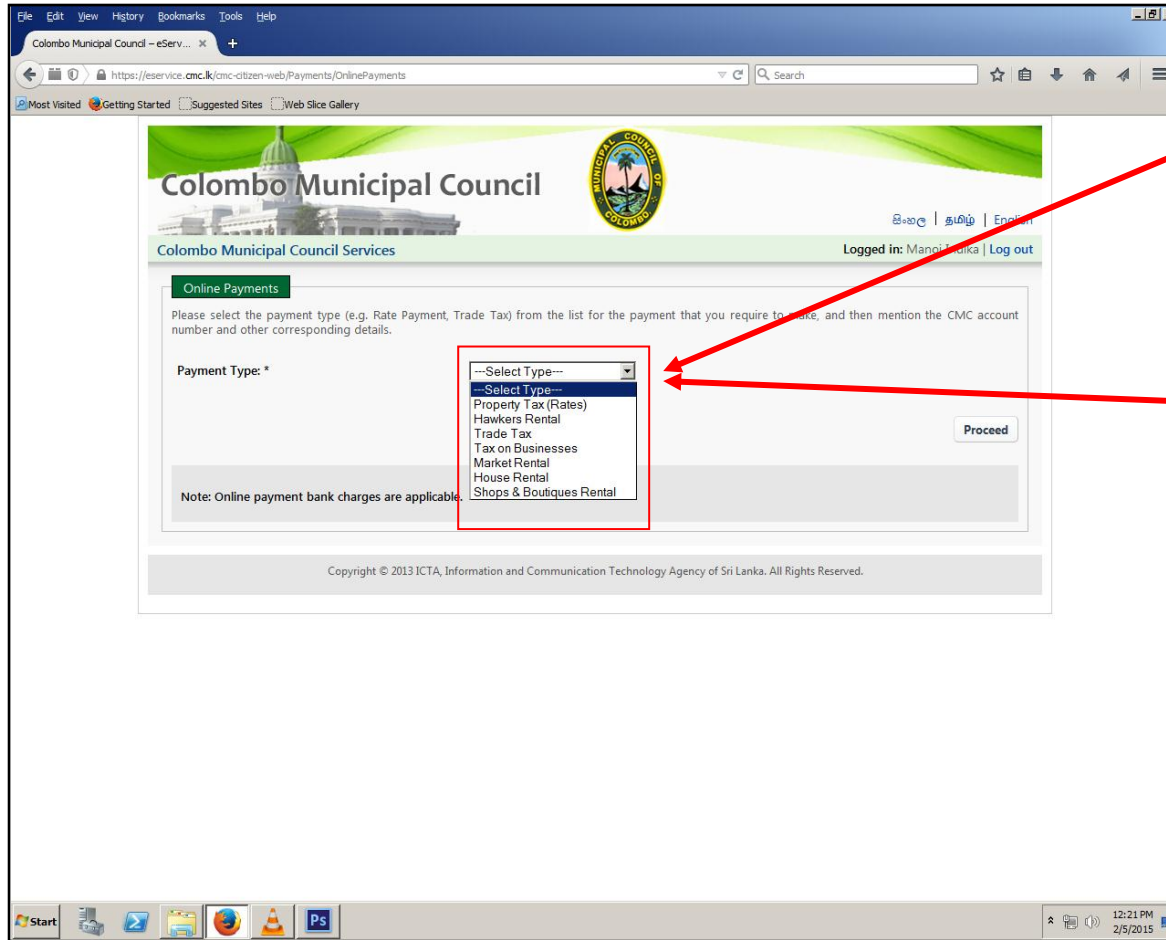 File Edit View History Bookmarks Tools Help
Colombo Municipal Council – eServ... × +
https://eservice.cmc.lk/cmc-citizen-web/Payments/OnlinePayments
Search
Most Visited Getting Started Suggested Sites Web Slice Gallery
Colombo Municipal Council
MUNICIPAL COUNCIL OF COLOMBO
සිංහල | தமிழ் | English
Colombo Municipal Council Services
Logged in: Manoj Indika | Log out
Online Payments
Please select the payment type (e.g. Rate Payment, Trade Tax) from the list for the payment that you require to make, and then mention the CMC account
number and other corresponding details.
Payment Type: *
---Select Type---
---Select Type---
Property Tax (Rates)
Hawkers Rental
Trade Tax
Tax on Businesses
Market Rental
House Rental
Shops & Boutiques Rental
Proceed
Note: Online payment bank charges are applicable.
Copyright © 2013 ICTA, Information and Communication Technology Agency of Sri Lanka. All Rights Reserved.
Start
Ps
12:21 PM
2/5/2015